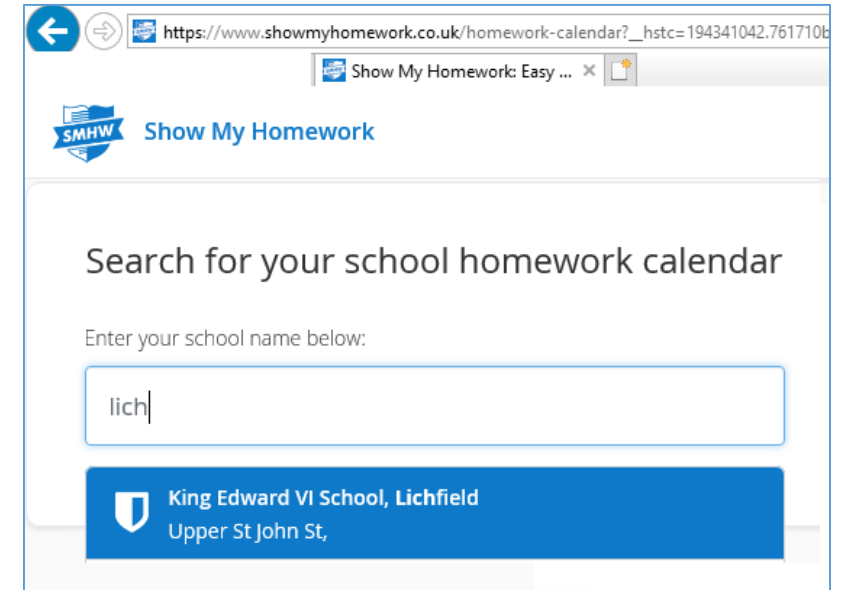 https://www.showmyhomework.co.uk/homework-calendar?__hstc=194341042.761710b
Show My Homework: Easy ...
SMHW
Show My Homework
Search for your school homework calendar
Enter your school name below:
lich
King Edward VI School, Lichfield
Upper St John St,